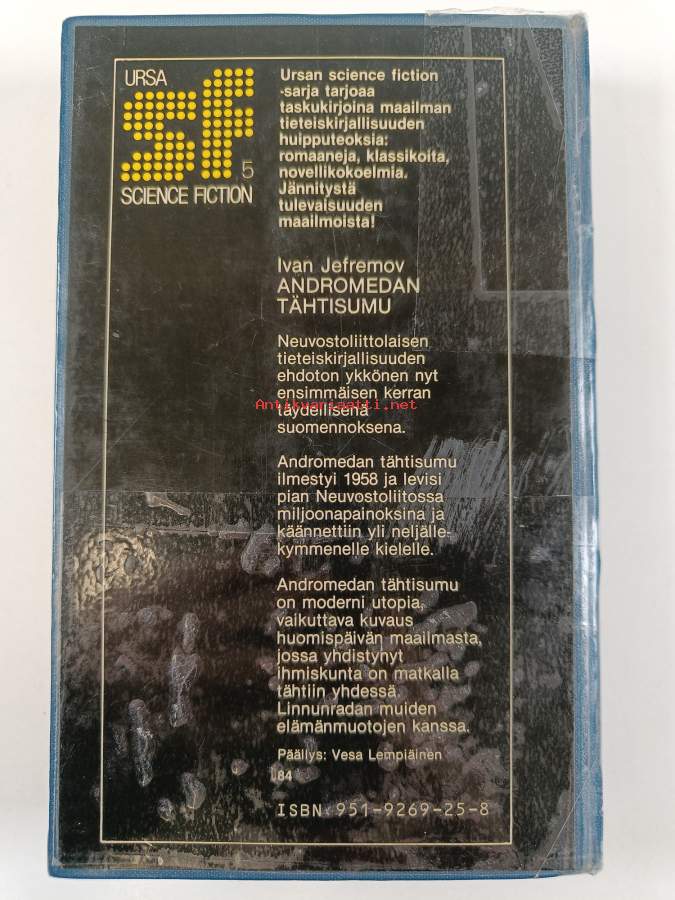 URSA
sf
5
SCIENCE FICTION
Ursan science fiction
-sarja tarjoaa
taskukirjoina maailman
tieteiskirjallisuuden
huipputeoksia:
romaaneja, klassikoita,
novellikokoelmia.
Jännitystä
tulevaisuuden
maailmoista!
Ivan Jefremov
ANDROMEDAN
TÄHTISUMU
Neuvostoliittolaisen
tieteiskirjallisuuden
ehdoton ykkönen nyt
ensimmäisen kerran
Antikvariaatti.net
täydellisenä
suomennoksena.
Andromedan tähtisumu
ilmestyi 1958 ja levisi
pian Neuvostoliitossa
miljoonapainoksina ja
käännettiin yli neljälle-
kymmenelle kielelle.
Andromedan tähtisumu
on moderni utopia,
vaikuttava kuvaus
huomispäivän maailmasta,
jossa yhdistynyt
ihmiskunta on matkalla
tähtiin yhdessä
Linnunradan muiden
elämänmuotojen kanssa.
Päällys: Vesa Lempiäinen
84
ISBN 951-9269-25-8